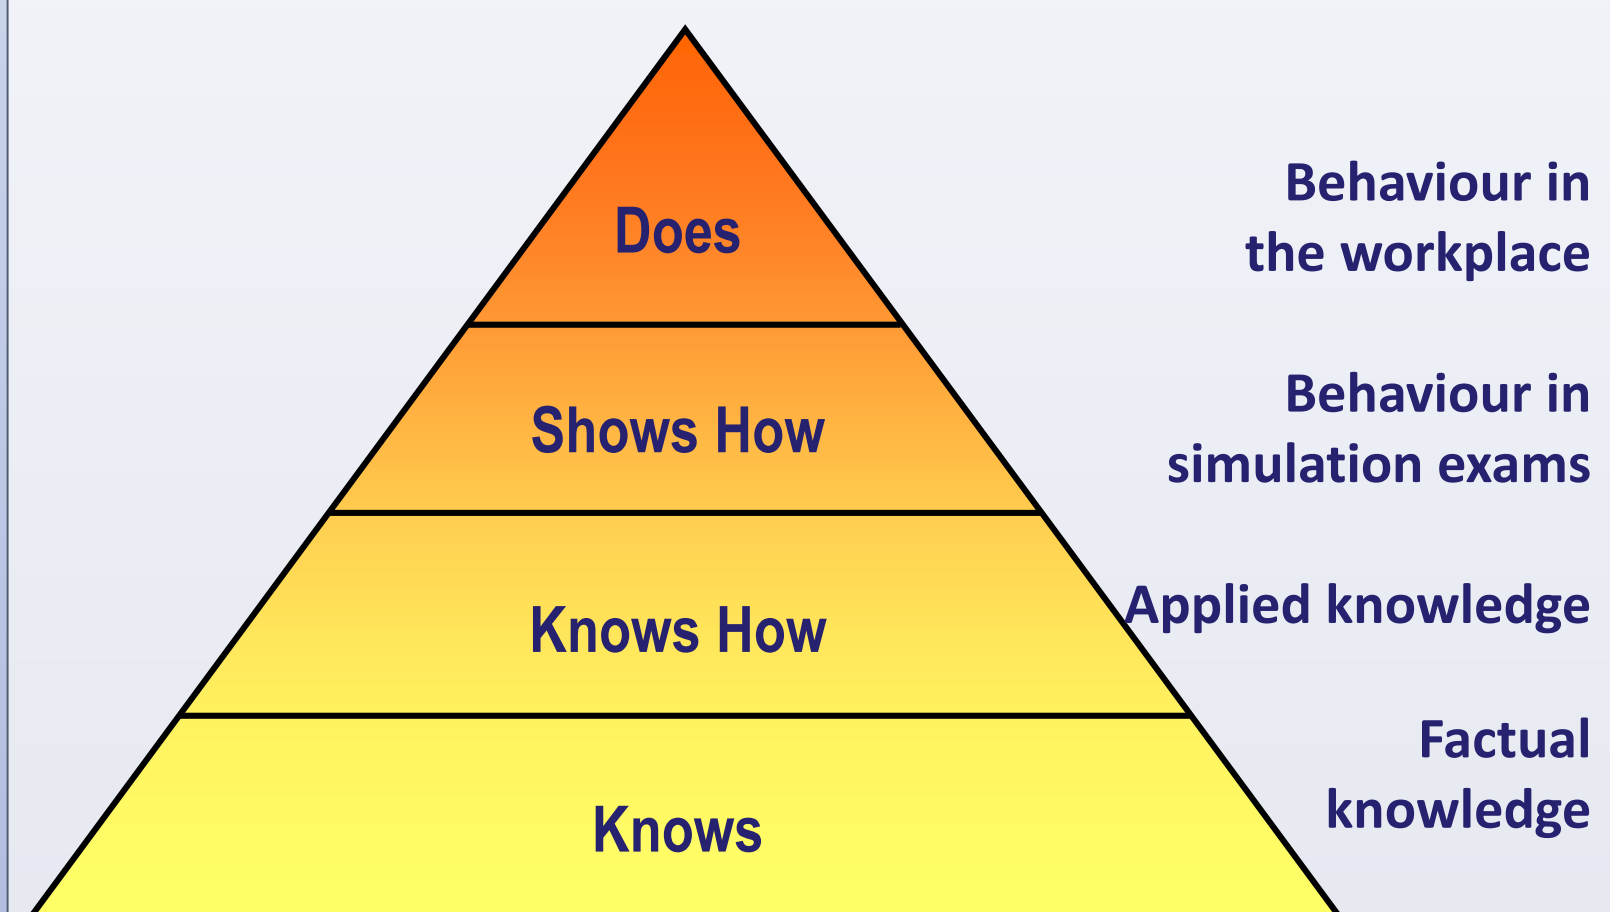 Does
Behaviour in
the workplace
Shows How
Behaviour in
simulation exams
Knows How
Applied knowledge
Knows
Factual
knowledge